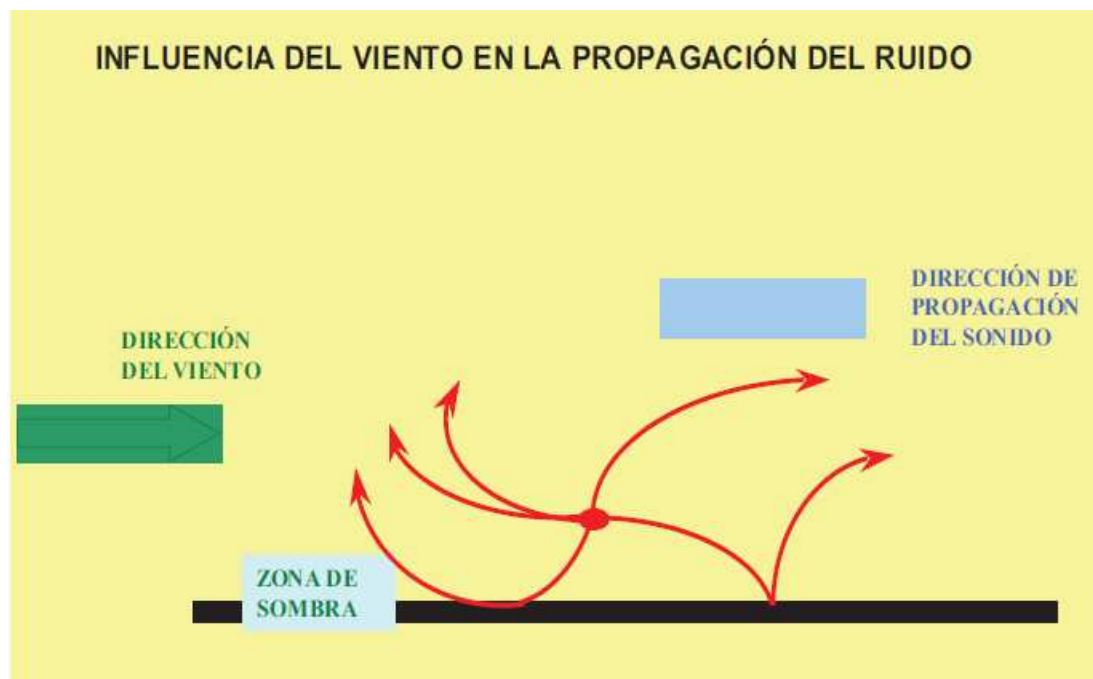 INFLUENCIA DEL VIENTO EN LA PROPAGACIÓN DEL RUIDO
DIRECCIÓN DE
PROPAGACIÓN
DEL SONIDO
DIRECCIÓN
DEL VIENTO
ZONA DE
SOMBRA